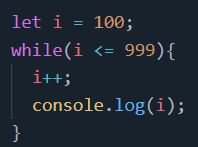 let i = 100;
while(i <= 999){
  i++;
  console.log(i);
}